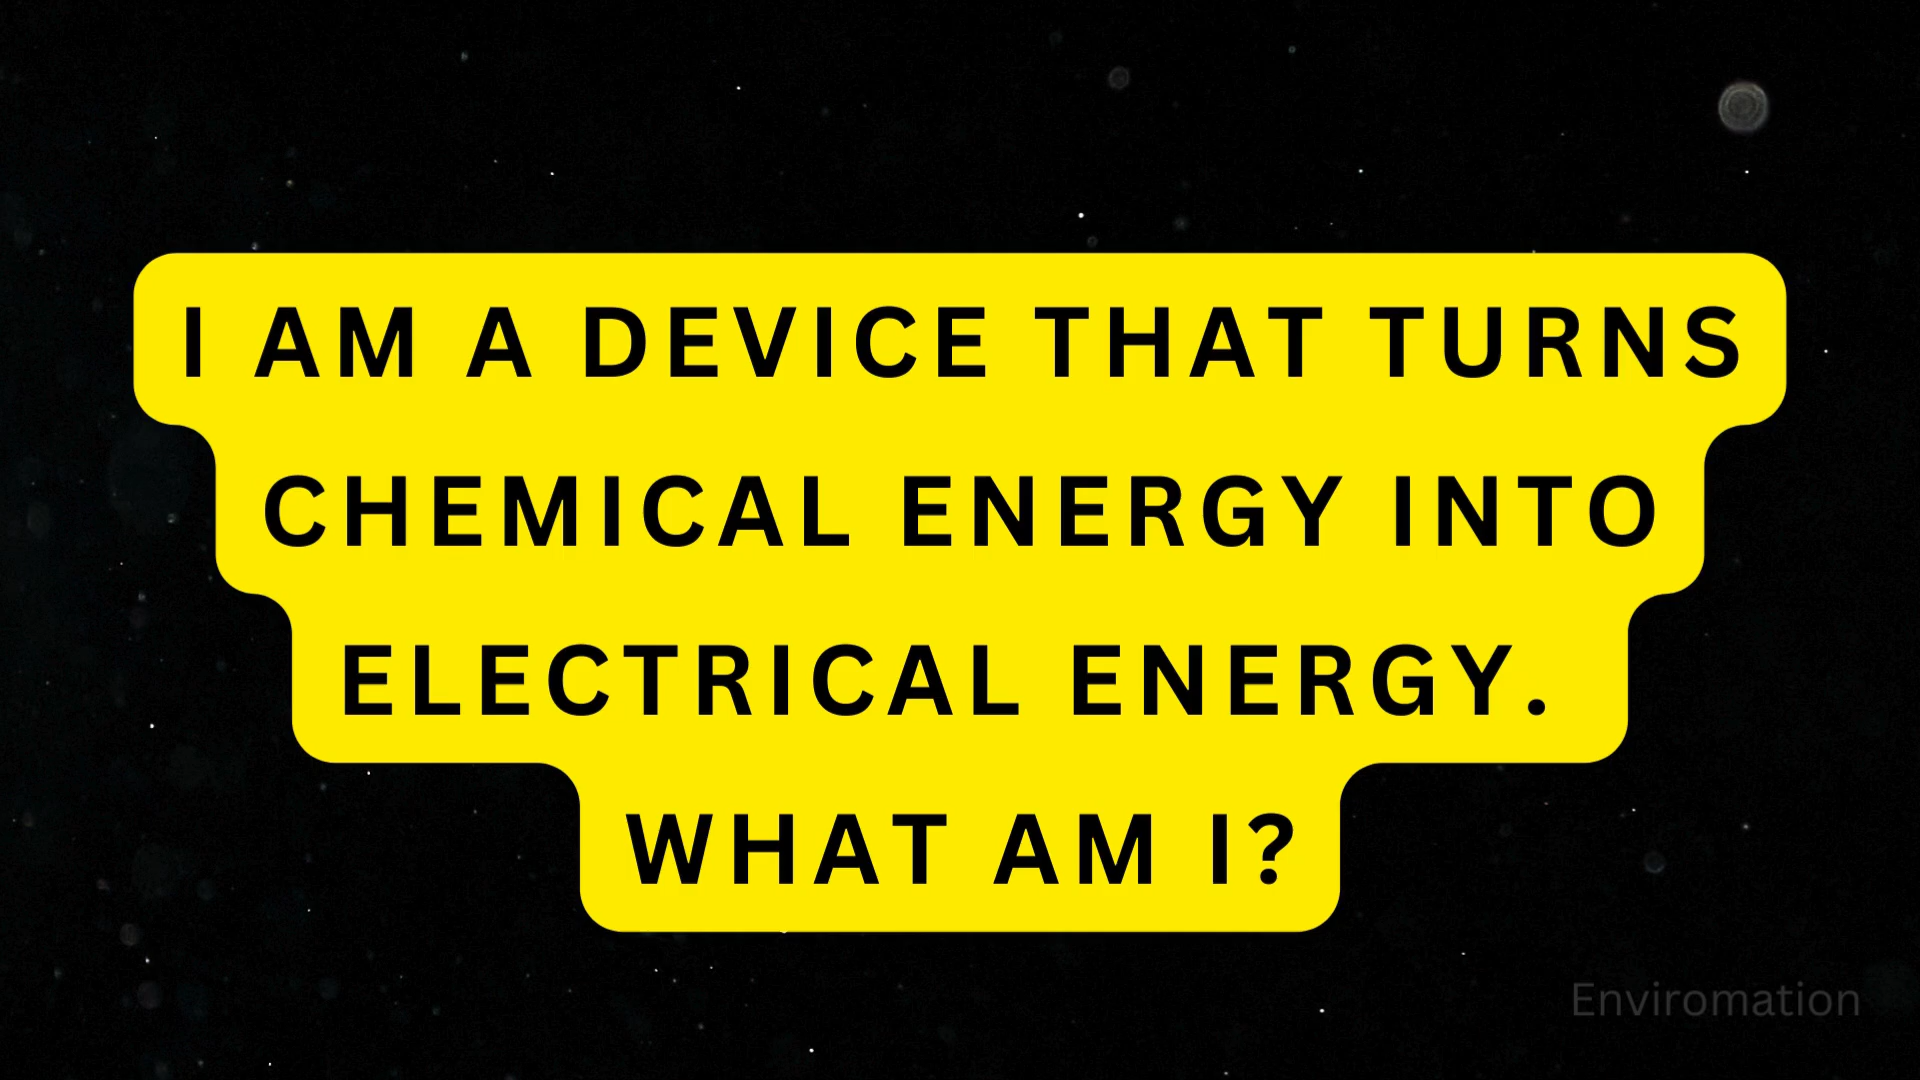 I AM A DEVICE THAT TURNS
CHEMICAL ENERGY INTO
ELECTRICAL ENERGY.
WHAT AM I?
Enviromation